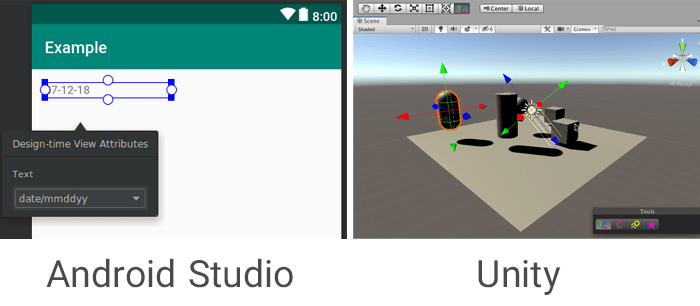 8:00
Example
7-12-18
Design-time View Attributes
Text
date/mmddyy
Center
Local
Scene
Shaded
2D
Gizmos
All
Persp
Tools
Android Studio
Unity